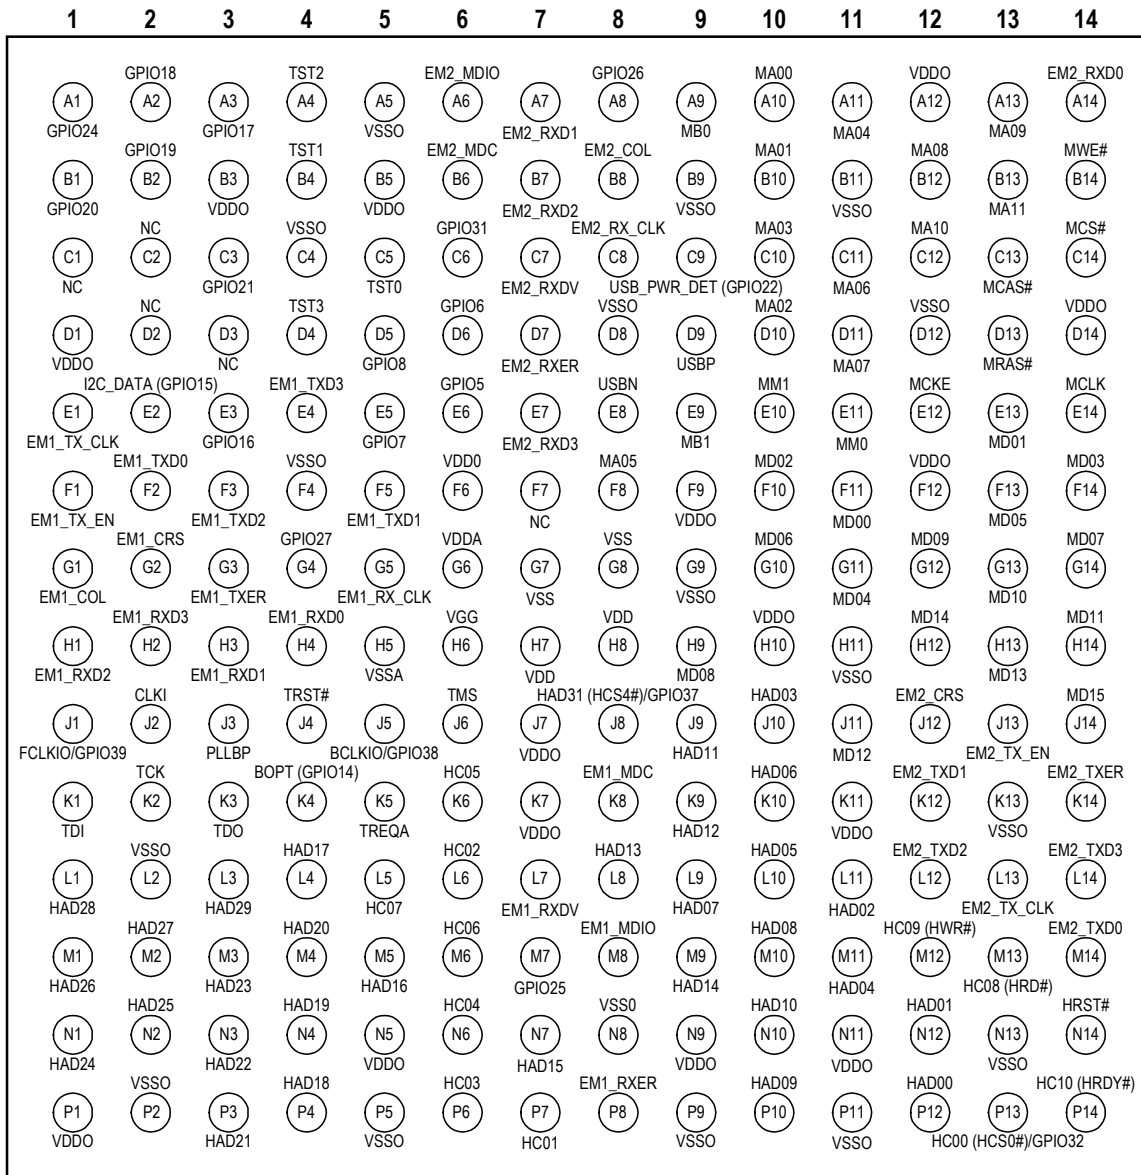 1 2 3 4 5 6 7 8 9 10 11 12 13 14
GPIO18 TST2 EM2_MDIO GPIO26 MA00 VDDO EM2_RXD0
A1 A2 A3 A4 A5 A6 A7 A8 A9 A10 A11 A12 A13 A14
GPIO24 GPIO17 VSSO EM2_RXD1 MB0 MA04 MA09
GPIO19 TST1 EM2_MDC EM2_COL MA01 MA08 MWE#
B1 B2 B3 B4 B5 B6 B7 B8 B9 B10 B11 B12 B13 B14
GPIO20 VDDO VDDO EM2_RXD2 VSSO VSSO MA11
NC VSSO GPIO31 EM2_RX_CLK MA03 MA10 MCS#
C1 C2 C3 C4 C5 C6 C7 C8 C9 C10 C11 C12 C13 C14
NC GPIO21 TST0 EM2_RXDV USB_PWR_DET (GPIO22) MA06 MCAS#
NC TST3 GPIO6 VSSO MA02 VSSO VDDO
D1 D2 D3 D4 D5 D6 D7 D8 D9 D10 D11 D12 D13 D14
VDDO NC GPIO8 EM2_RXER USBP MA07 MRAS#
I2C_DATA (GPIO15) EM1_TXD3 GPIO5 USBN MM1 MCKE MCLK
E1 E2 E3 E4 E5 E6 E7 E8 E9 E10 E11 E12 E13 E14
EM1_TX_CLK GPIO16 GPIO7 EM2_RXD3 MB1 MM0 MD01
EM1_TXD0 VSSO VDD0 MA05 MD02 VDDO MD03
F1 F2 F3 F4 F5 F6 F7 F8 F9 F10 F11 F12 F13 F14
EM1_TX_EN EM1_TXD2 EM1_TXD1 NC VDDO MD00 MD05
EM1_CRS GPIO27 VDDA VSS MD06 MD09 MD07
G1 G2 G3 G4 G5 G6 G7 G8 G9 G10 G11 G12 G13 G14
EM1_COL EM1_TXER EM1_RX_CLK VSS VSSO MD04 MD10
EM1_RXD3 EM1_RXD0 VGG VDD VDDO MD14 MD11
H1 H2 H3 H4 H5 H6 H7 H8 H9 H10 H11 H12 H13 H14
EM1_RXD2 EM1_RXD1 VSSA VDD MD08 VSSO MD13
CLKI TRST# TMS HAD31 (HCS4#)/GPIO37 HAD03 EM2_CRS MD15
J1 J2 J3 J4 J5 J6 J7 J8 J9 J10 J11 J12 J13 J14
FCLKIO/GPIO39 PLLBP BCLKIO/GPIO38 VDDO HAD11 MD12 EM2_TX_EN
TCK BOPT (GPIO14) HC05 EM1_MDC HAD06 EM2_TXD1 EM2_TXER
K1 K2 K3 K4 K5 K6 K7 K8 K9 K10 K11 K12 K13 K14
TDI TDO TREQA VDDO HAD12 VDDO VSSO
VSSO HAD17 HC02 HAD13 HAD05 EM2_TXD2 EM2_TXD3
L1 L2 L3 L4 L5 L6 L7 L8 L9 L10 L11 L12 L13 L14
HAD28 HAD29 HC07 EM1_RXDV HAD07 HAD02 EM2_TX_CLK
HAD27 HAD20 HC06 EM1_MDIO HAD08 HC09 (HWR#) EM2_TXD0
M1 M2 M3 M4 M5 M6 M7 M8 M9 M10 M11 M12 M13 M14
HAD26 HAD23 HAD16 GPIO25 HAD14 HAD04 HC08 (HRD#)
HAD25 HAD19 HC04 VSS0 HAD10 HAD01 HRST#
N1 N2 N3 N4 N5 N6 N7 N8 N9 N10 N11 N12 N13 N14
HAD24 HAD22 VDDO HAD15 VDDO VDDO VSSO
VSSO HAD18 HC03 EM1_RXER HAD09 HAD00 HC10 (HRDY#)
P1 P2 P3 P4 P5 P6 P7 P8 P9 P10 P11 P12 P13 P14
VDDO HAD21 VSSO HC01 VSSO VSSO HC00 (HCS0#)/GPIO32